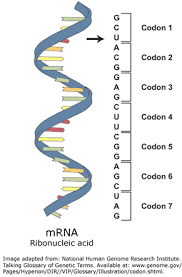 G
C Codon 1
U
A
C Codon 2
G
G
A Codon 3
G
C
U Codon 4
U
C
G Codon 5
G
A
G Codon 6
C
U
A Codon 7
G
mRNA
Ribonucleic acid
Image adapted from: National Human Genome Research Institute.
Talking Glossary of Genetic Terms. Available at: www.genome.gov/
Pages/Hyperion/DIR//VIP/Glossary/Illustration/codon.shtml.